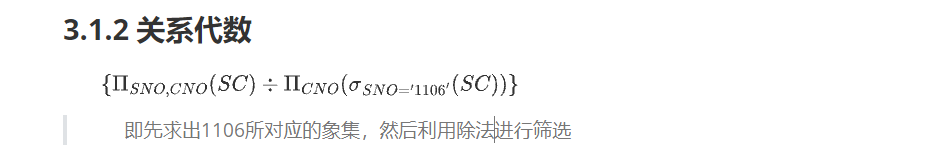 3.1.2 关系代数
{Π_{SNO,CNO}(SC) ÷ Π_{CNO}(σ_{SNO='1106'}(SC))}
即先求出1106所对应的象集，然后利用除法进行筛选